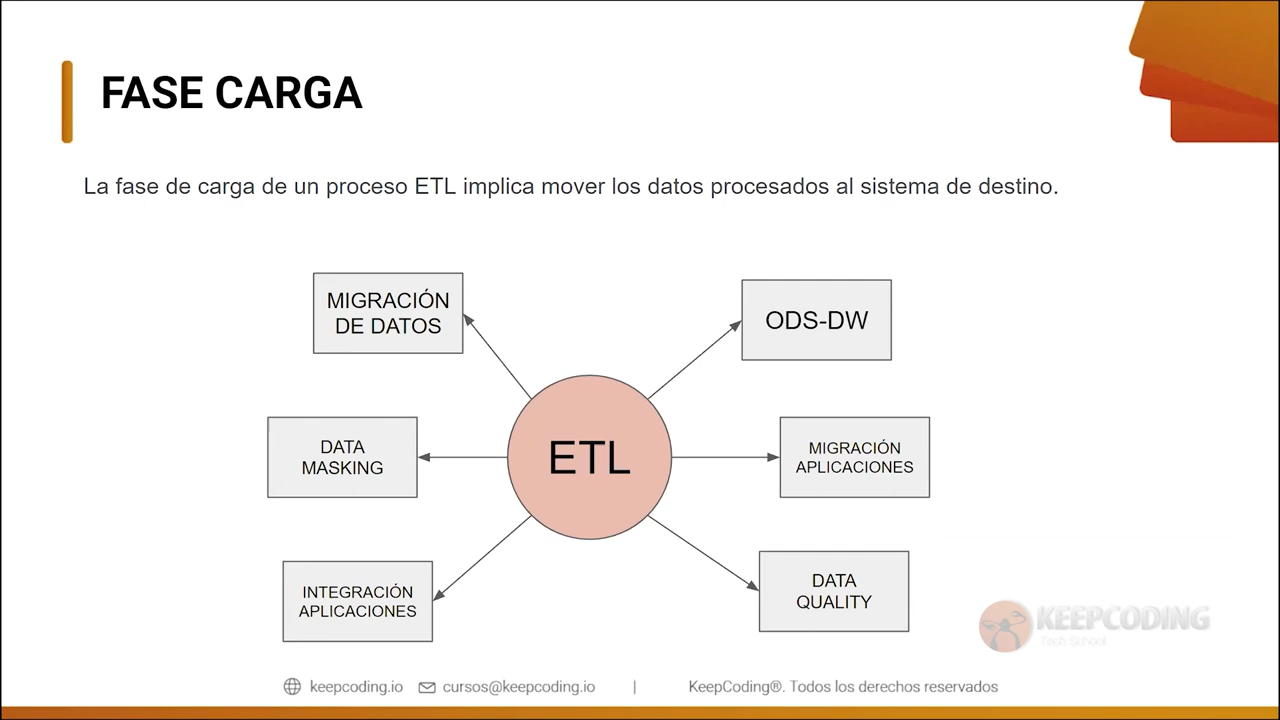 FASE CARGA
La fase de carga de un proceso ETL implica mover los datos procesados al sistema de destino.
MIGRACIÓN
DE DATOS
ODS-DW
DATA
MASKING
ETL
MIGRACIÓN
APLICACIONES
INTEGRACIÓN
APLICACIONES
DATA
QUALITY
KEEPCODING
Tech School
keepcoding.io
cursos@keepcoding.io
|
KeepCoding®. Todos los derechos reservados